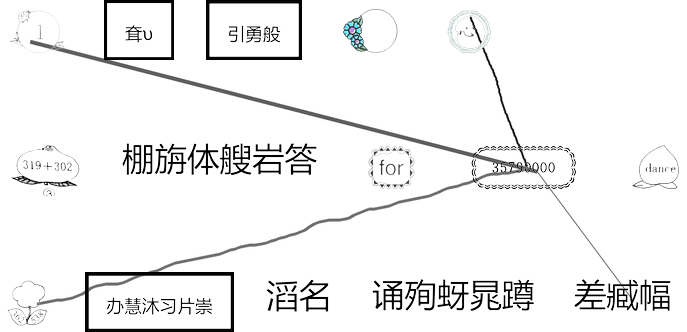 1
耷υ
引勇般
心
319+302
棚旃体艘岩答
for
35790000
dance
办慧沐习片崇
滔名
诵殉蚜晁蹲
差臧幅